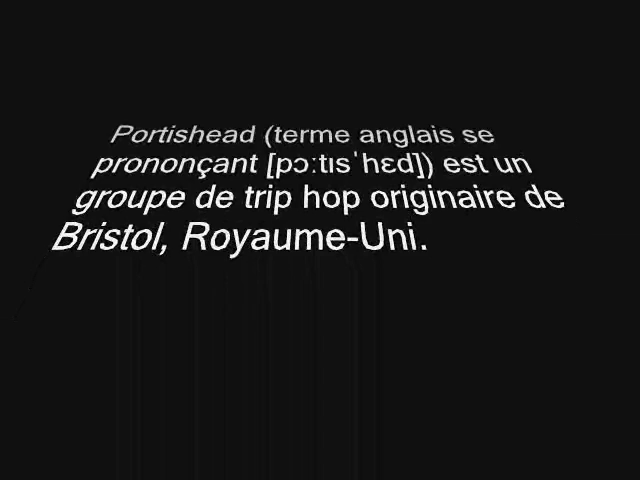 Portishead (terme anglais se
prononçant [pɔːtɪsˈhɛd]) est un
groupe de trip hop originaire de
Bristol, Royaume-Uni.